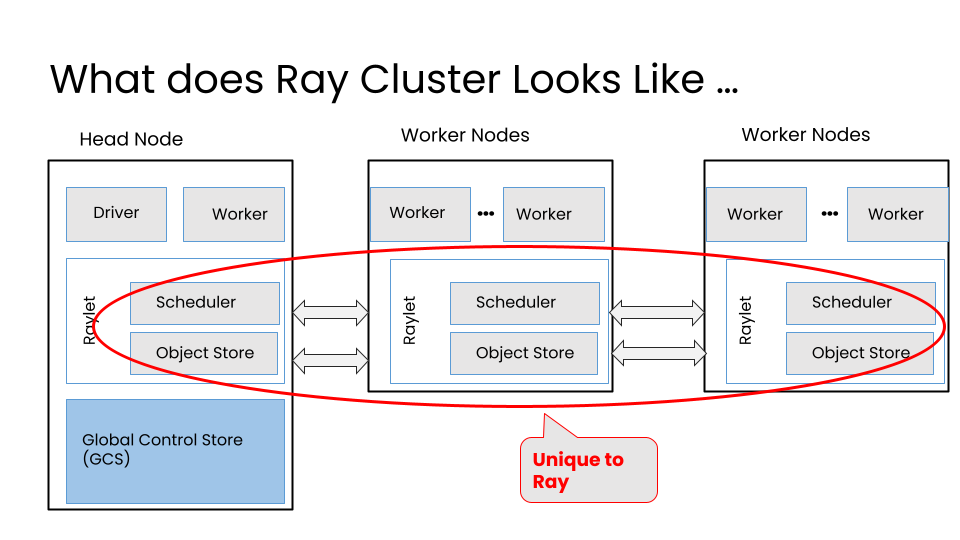 What does Ray Cluster Looks Like ...
Head Node
Worker Nodes
Worker Nodes
Driver
Worker
Worker
•••
Worker
Worker
•••
Worker
Raylet
Scheduler
Object Store
Raylet
Scheduler
Object Store
Raylet
Scheduler
Object Store
Global Control Store
(GCS)
Unique to
Ray